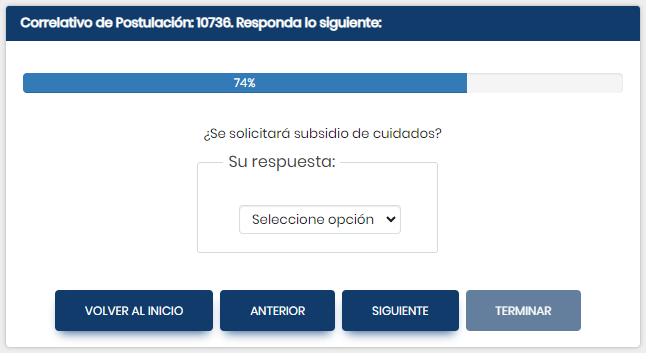 Correlativo de Postulación: 10736. Responda lo siguiente:
74%
¿Se solicitará subsidio de cuidados?
Su respuesta:
Seleccione opción
VOLVER AL INICIO ANTERIOR SIGUIENTE TERMINAR